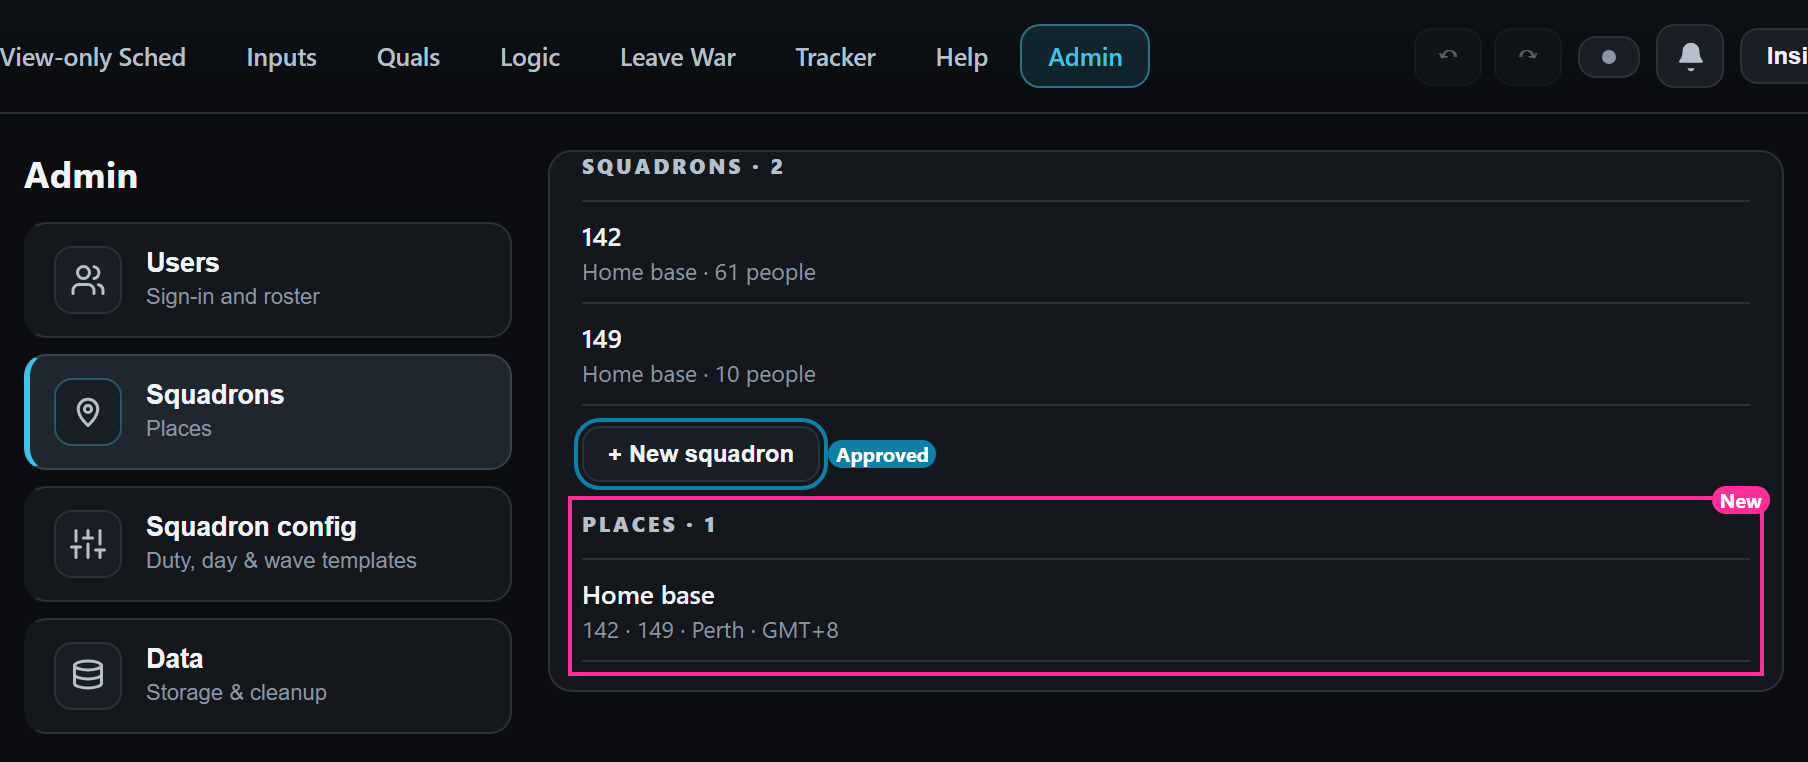 View-only Sched Inputs Quals Logic Leave War Tracker Help Admin Insi
Admin
Users
Sign-in and roster
Squadrons
Places
Squadron config
Duty, day & wave templates
Data
Storage & cleanup
SQUADRONS · 2
142
Home base · 61 people
149
Home base · 10 people
+ New squadron Approved
New
PLACES · 1
Home base
142 · 149 · Perth · GMT+8